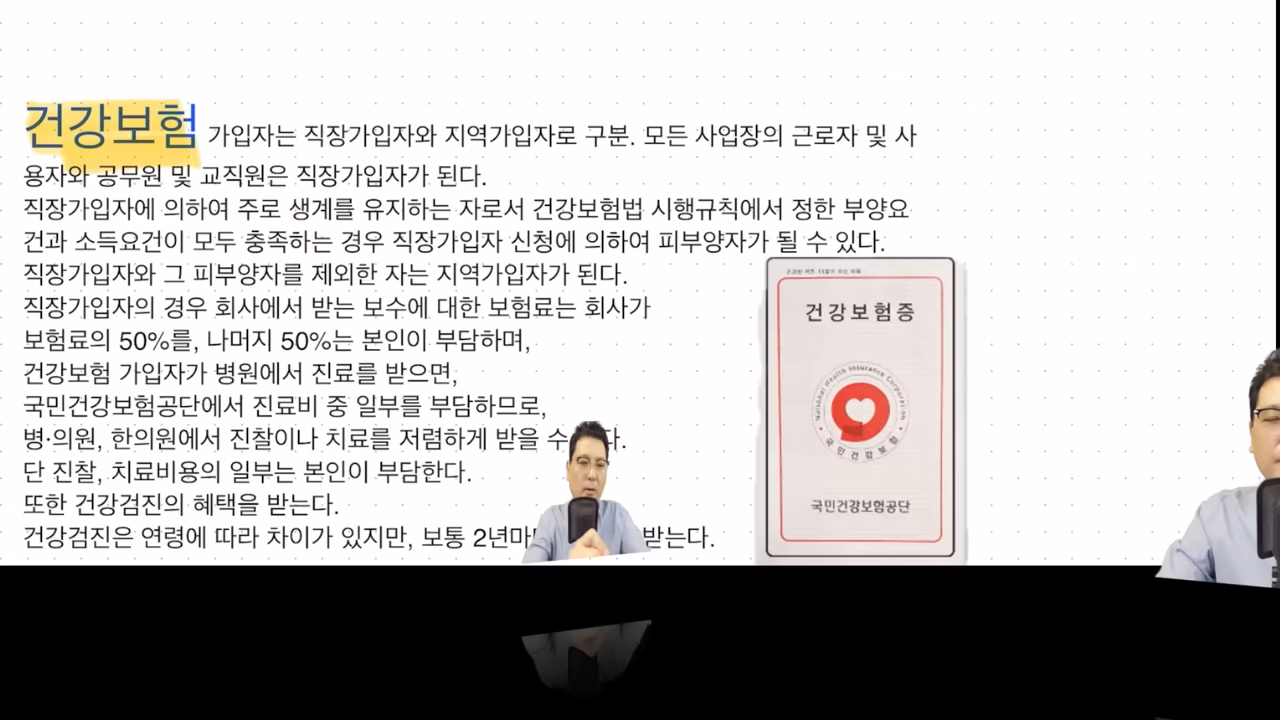 건강보험 가입자는 직장가입자와 지역가입자로 구분. 모든 사업장의 근로자 및 사
용자와 공무원 및 교직원은 직장가입자가 된다.
직장가입자에 의하여 주로 생계를 유지하는 자로서 건강보험법 시행규칙에서 정한 부양요
건과 소득요건이 모두 충족하는 경우 직장가입자 신청에 의하여 피부양자가 될 수 있다.
직장가입자와 그 피부양자를 제외한 자는 지역가입자가 된다.
직장가입자의 경우 회사에서 받는 보수에 대한 보험료는 회사가
보험료의 50%를, 나머지 50%는 본인이 부담하며,
건강보험 가입자가 병원에서 진료를 받으면,
국민건강보험공단에서 진료비 중 일부를 부담하므로,
병·의원, 한의원에서 진찰이나 치료를 저렴하게 받을 수 다.
단 진찰, 치료비용의 일부는 본인이 부담한다.
또한 건강검진의 혜택을 받는다.
건강검진은 연령에 따라 차이가 있지만, 보통 2년마 받는다.
건강보험증
National Health Insurance Corporation
국민건강보험
국민건강보험공단